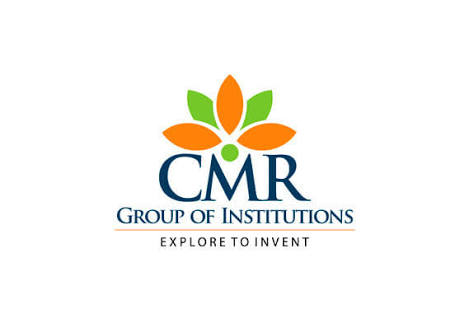 CMR
GROUP OF INSTITUTIONS
EXPLORE TO INVENT